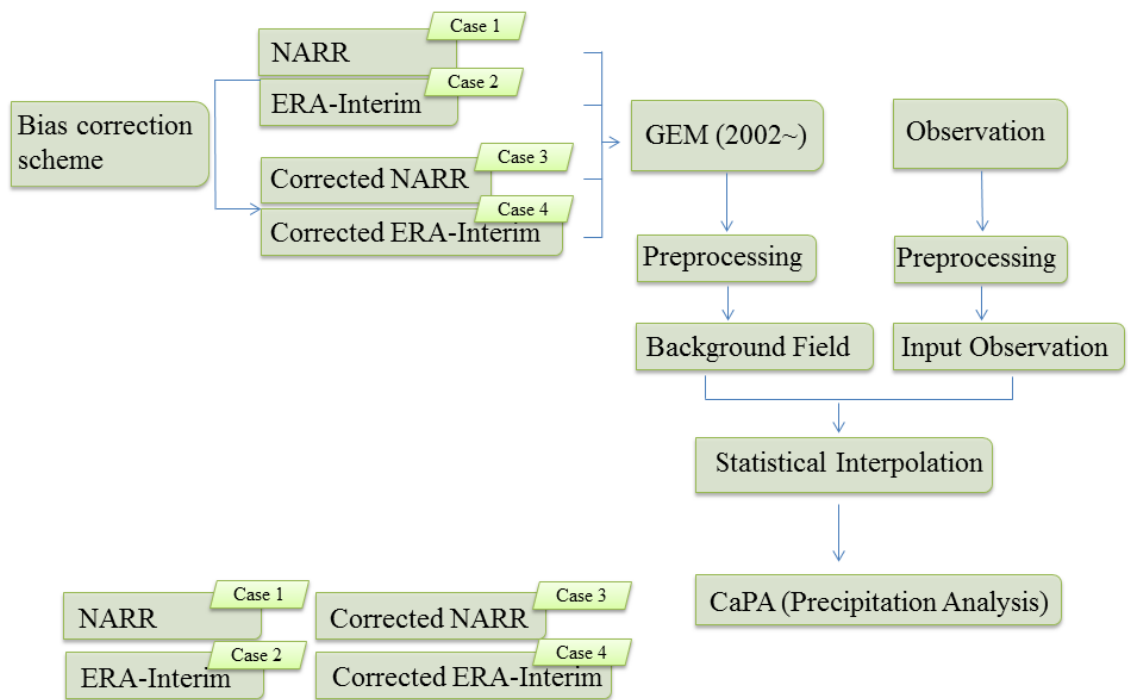 Case 1
NARR
Case 2
ERA-Interim
Bias correction
scheme
Case 3
Corrected NARR
Case 4
Corrected ERA-Interim
GEM (2002~)
Observation
Preprocessing
Preprocessing
Background Field
Input Observation
Statistical Interpolation
CaPA (Precipitation Analysis)
Case 1
NARR
Case 3
Corrected NARR
Case 2
ERA-Interim
Case 4
Corrected ERA-Interim